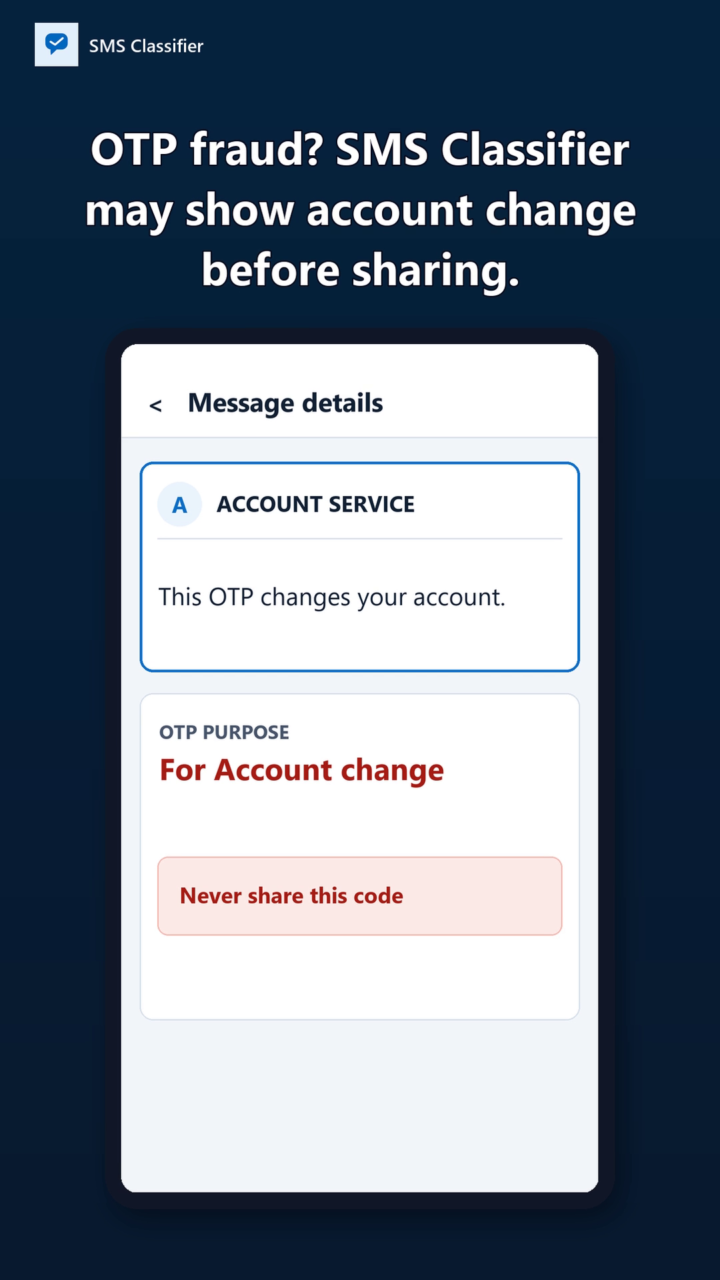 SMS Classifier
OTP fraud? SMS Classifier
may show account change
before sharing.
< Message details
A ACCOUNT SERVICE
This OTP changes your account.
OTP PURPOSE
For Account change
Never share this code